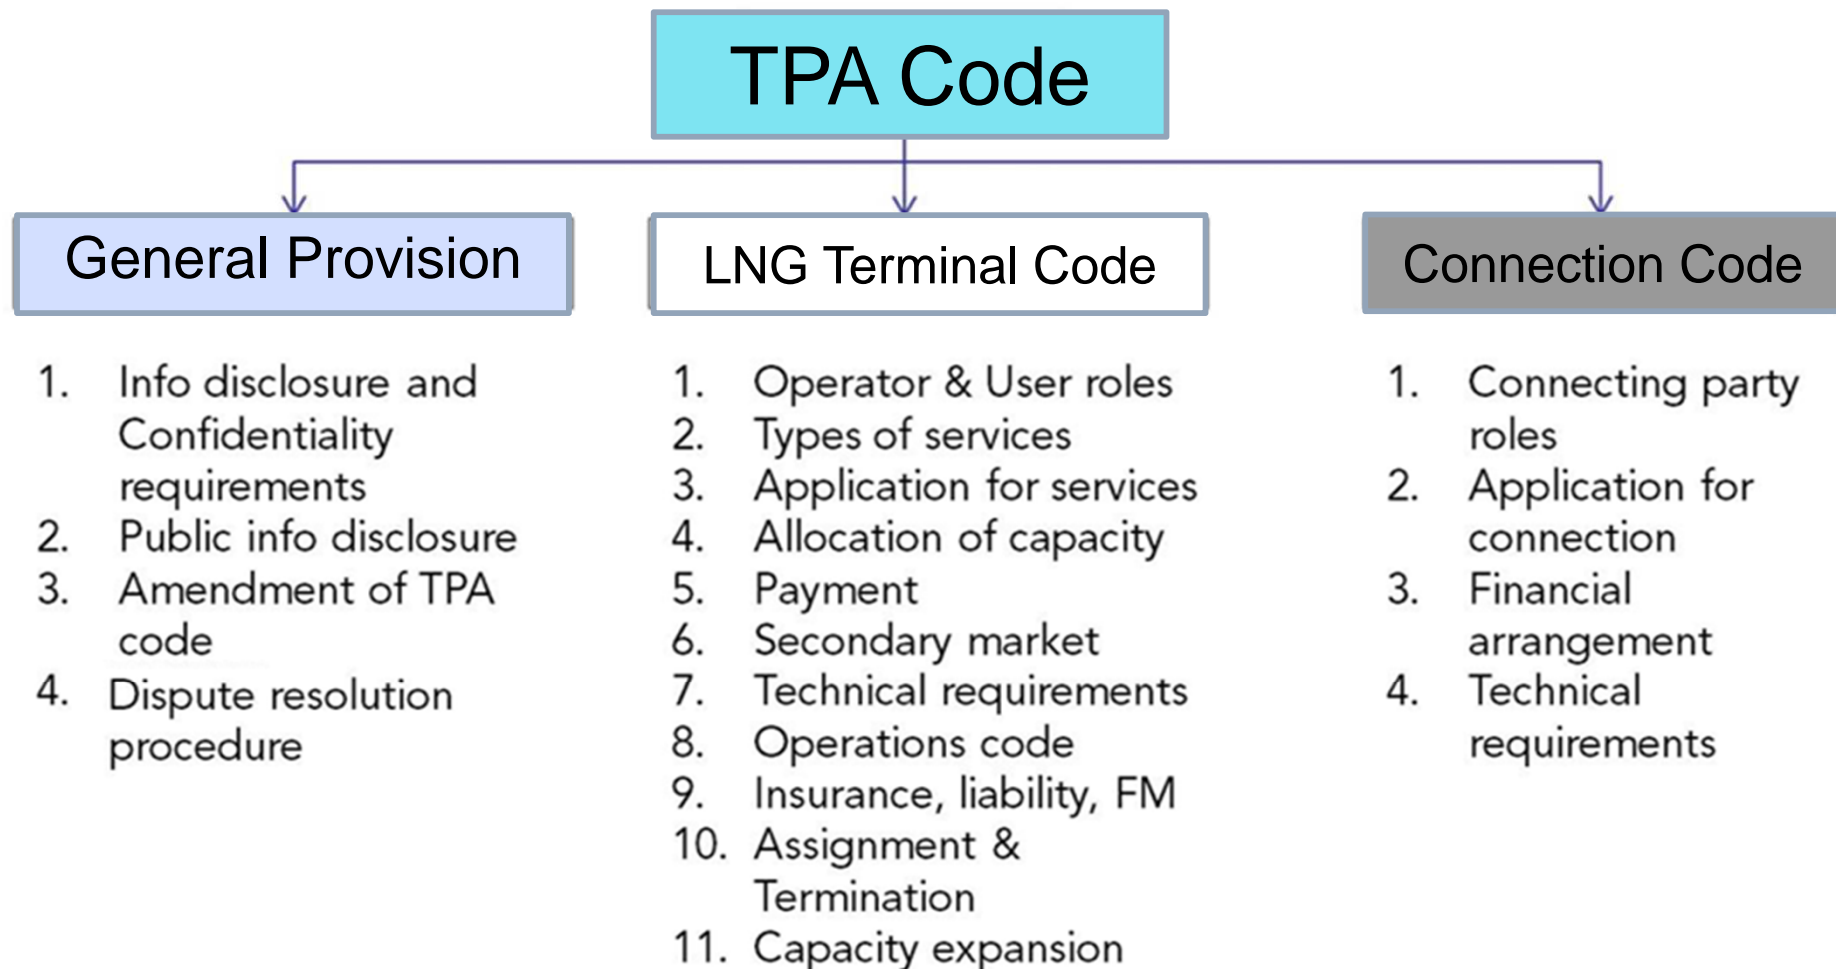 TPA Code
General Provision
1. Info disclosure and
Confidentiality
requirements
2. Public info disclosure
3. Amendment of TPA
code
4. Dispute resolution
procedure
LNG Terminal Code
1. Operator & User roles
2. Types of services
3. Application for services
4. Allocation of capacity
5. Payment
6. Secondary market
7. Technical requirements
8. Operations code
9. Insurance, liability, FM
10. Assignment &
Termination
11. Capacity expansion
Connection Code
1. Connecting party
roles
2. Application for
connection
3. Financial
arrangement
4. Technical
requirements